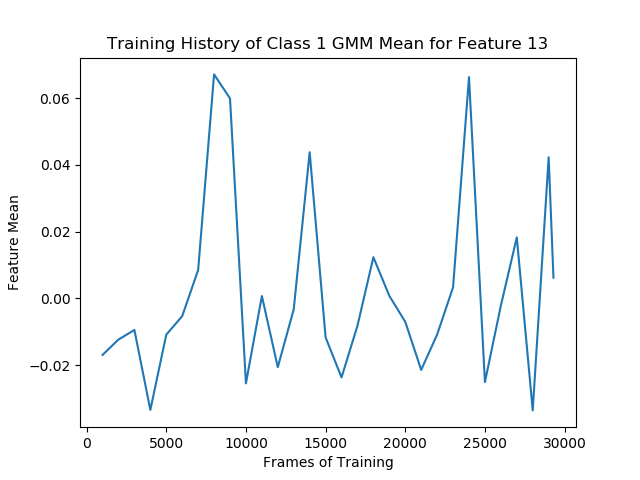 Training History of Class 1 GMM Mean for Feature 13
0.06
0.04
0.02
0.00
−0.02
Feature Mean
0 5000 10000 15000 20000 25000 30000
Frames of Training